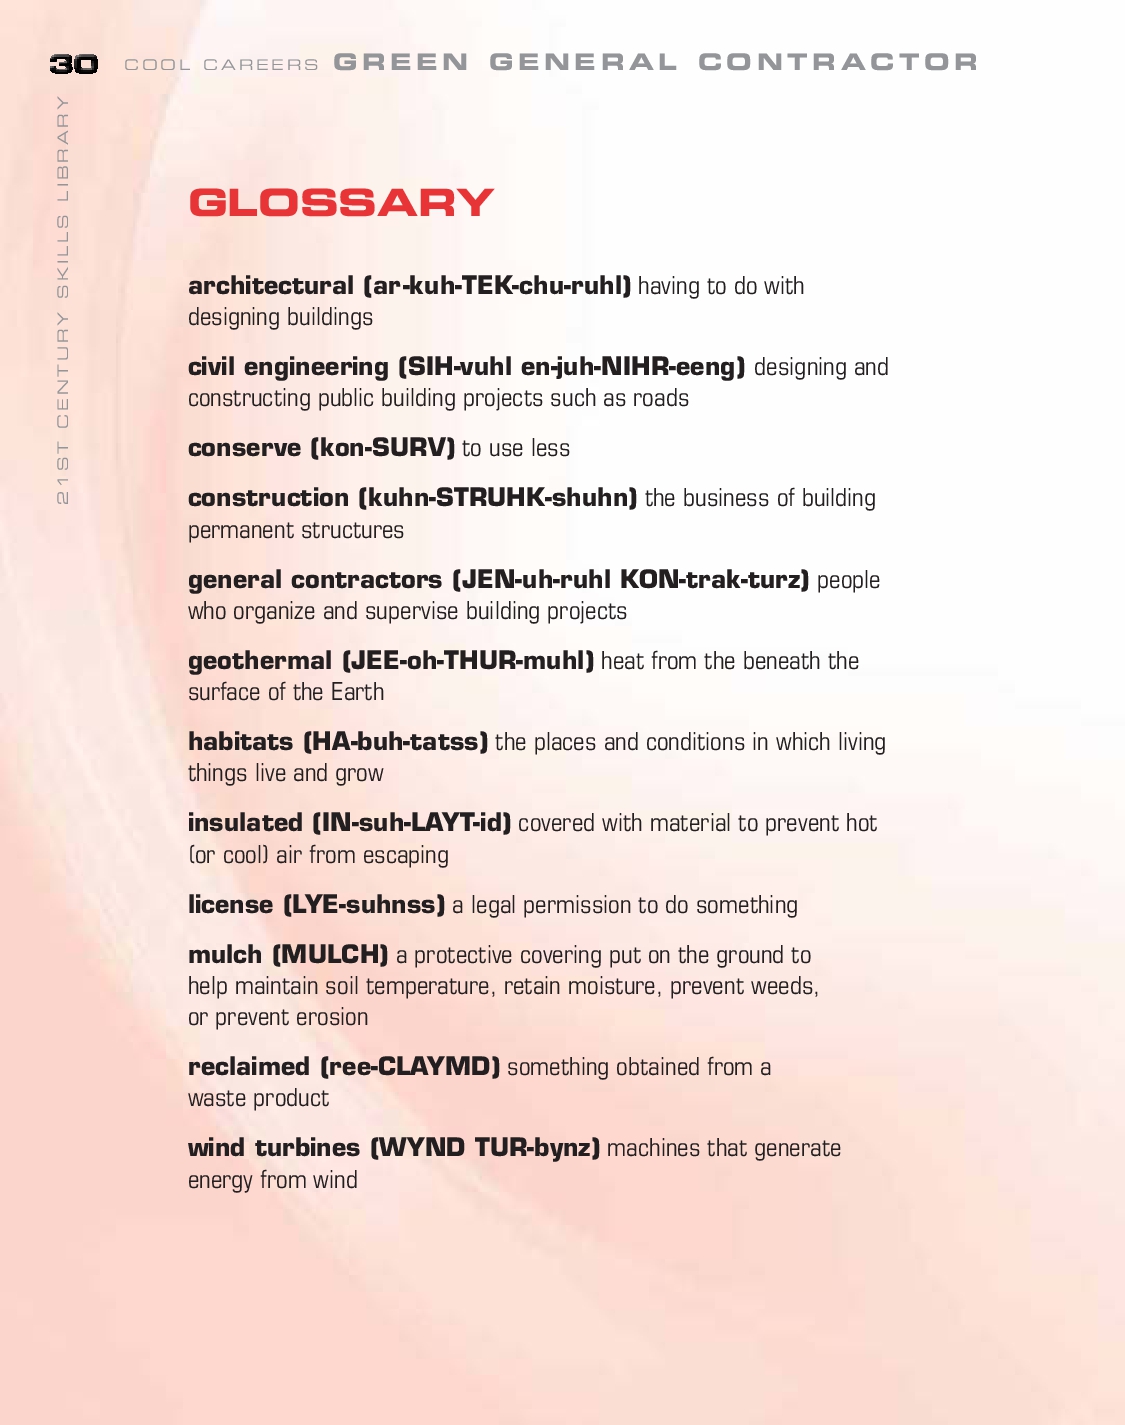 30 COOL CAREERS GREEN GENERAL CONTRACTOR
21ST CENTURY SKILLS LIBRARY
GLOSSARY
architectural (ar-kuh-TEK-chu-ruhl) having to do with
designing buildings
civil engineering (SIH-vuhl en-juh-NIHR-eeng) designing and
constructing public building projects such as roads
conserve (kon-SURV) to use less
construction (kuhn-STRUHK-shuhn) the business of building
permanent structures
general contractors (JEN-uh-ruhl KON-trak-turz) people
who organize and supervise building projects
geothermal (JEE-oh-THUR-muhl) heat from the beneath the
surface of the Earth
habitats (HA-buh-tatss) the places and conditions in which living
things live and grow
insulated (IN-suh-LAYT-id) covered with material to prevent hot
(or cool) air from escaping
license (LYE-suhnss) a legal permission to do something
mulch (MULCH) a protective covering put on the ground to
help maintain soil temperature, retain moisture, prevent weeds,
or prevent erosion
reclaimed (ree-CLAYMD) something obtained from a
waste product
wind turbines (WYND TUR-bynz) machines that generate
energy from wind